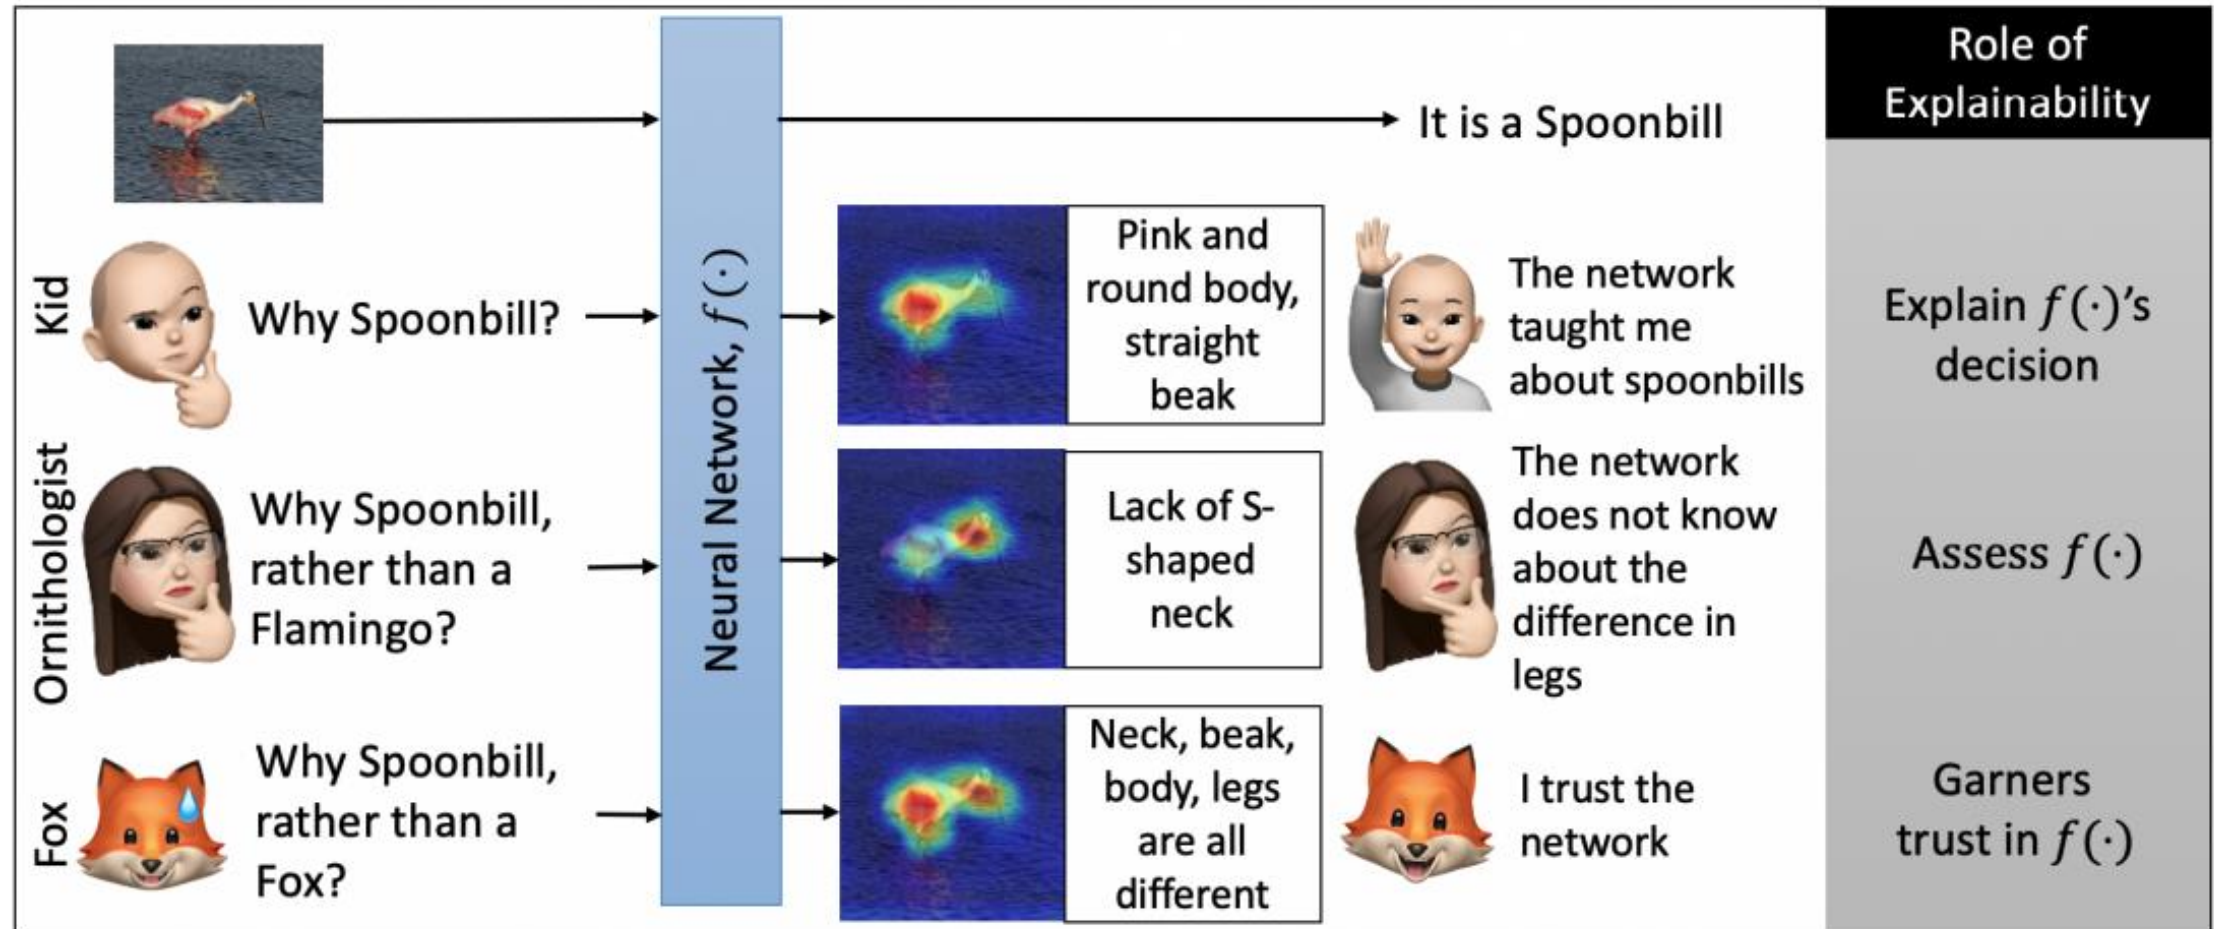 Role of
Explainability
It is a Spoonbill
Neural Network, f(·)
Kid
Why Spoonbill?
Pink and
round body,
straight
beak
The network
taught me
about spoonbills
Explain f(·)'s
decision
Ornithologist
Why Spoonbill,
rather than a
Flamingo?
Lack of S-
shaped
neck
The network
does not know
about the
difference in
legs
Assess f(·)
Fox
Why Spoonbill,
rather than a
Fox?
Neck, beak,
body, legs
are all
different
I trust the
network
Garners
trust in f(·)